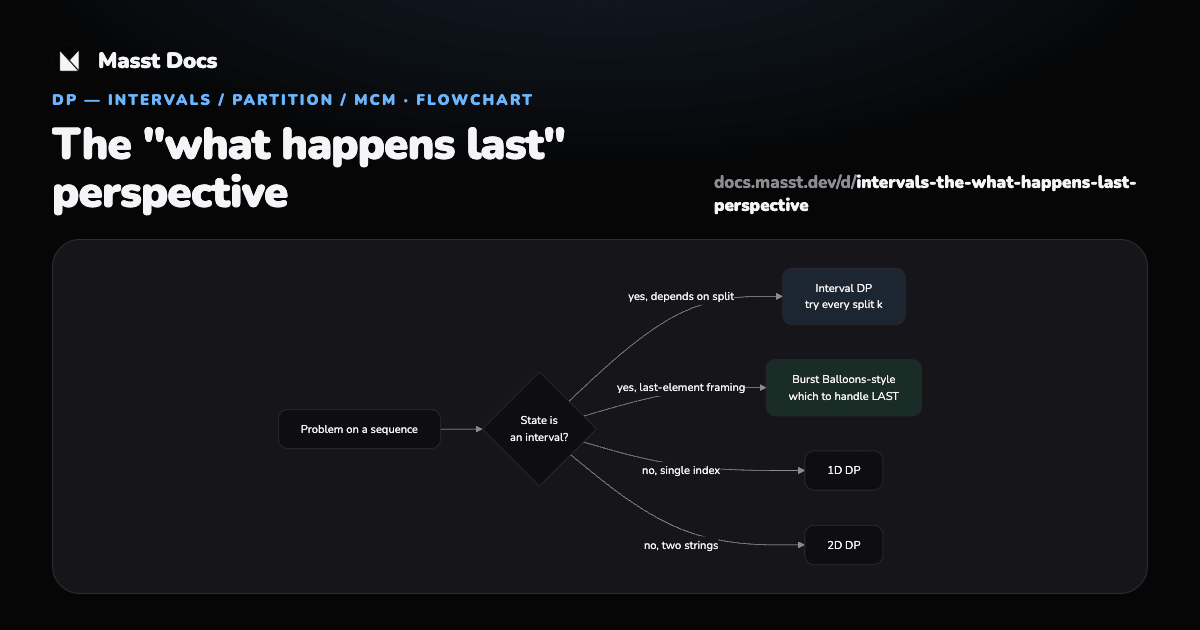 Masst Docs
DP — INTERVALS / PARTITION / MCM · FLOWCHART
The "what happens last"
perspective
docs.masst.dev/d/intervals-the-what-happens-last-
perspective
Problem on a sequence
State is
an interval?
yes, depends on split
Interval DP
try every split k
yes, last-element framing
Burst Balloons-style
which to handle LAST
no, single index
1D DP
no, two strings
2D DP